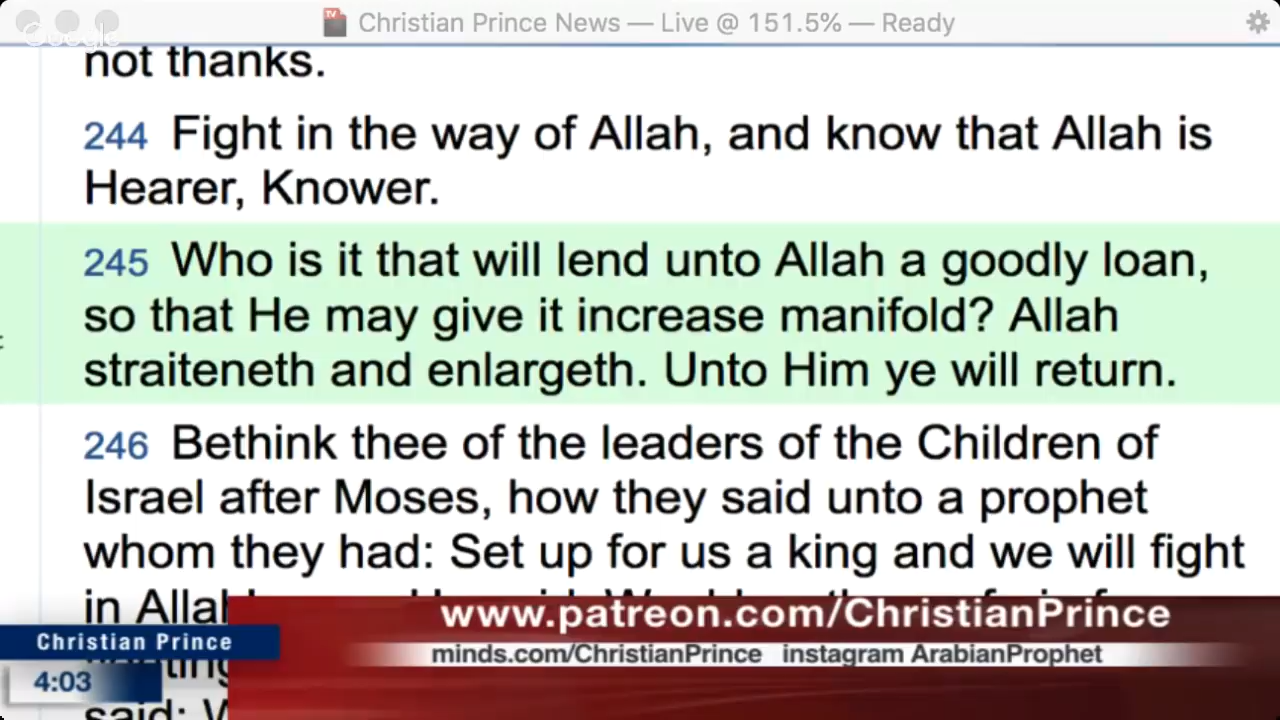 Christian Prince News — Live @ 151.5% — Ready
Google
not thanks.
244 Fight in the way of Allah, and know that Allah is
Hearer, Knower.
245 Who is it that will lend unto Allah a goodly loan,
so that He may give it increase manifold? Allah
straiteneth and enlargeth. Unto Him ye will return.
246 Bethink thee of the leaders of the Children of
Israel after Moses, how they said unto a prophet
whom they had: Set up for us a king and we will fight
in
www.patreon.com/ChristianPrince
Christian Prince
minds.com/ChristianPrince instagram ArabianProphet
4:03
said: